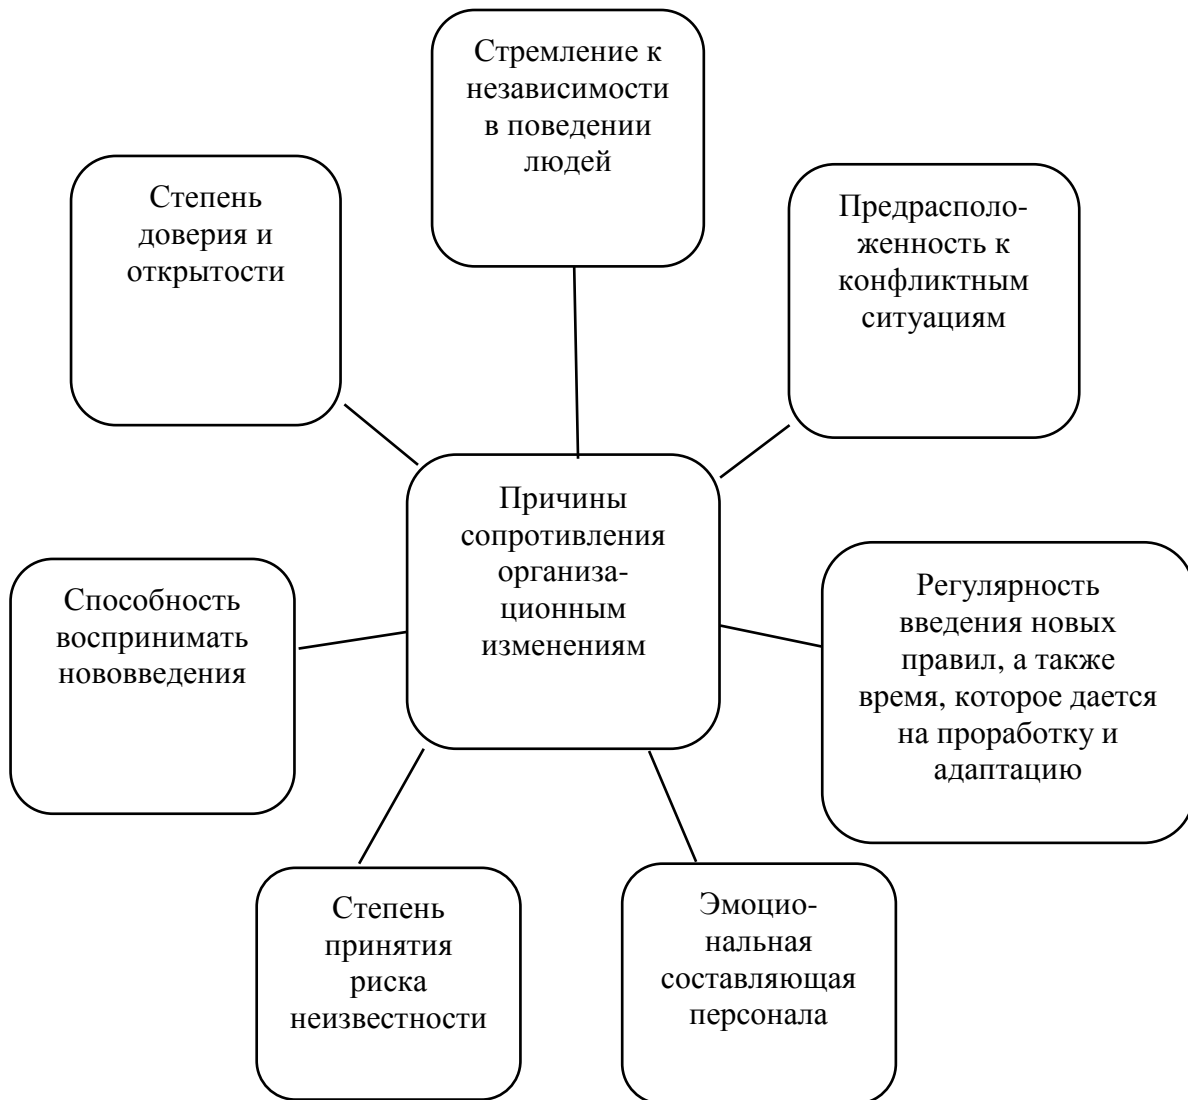 Стремление к
независимости
в поведении
людей
Степень
доверия и
открытости
Предрасполо-
женность к
конфликтным
ситуациям
Причины
сопротивления
организа-
ционным
изменениям
Способность
воспринимать
нововведения
Регулярность
введения новых
правил, а также
время, которое дается
на проработку и
адаптацию
Степень
принятия
риска
неизвестности
Эмоцио-
нальная
составляющая
персонала